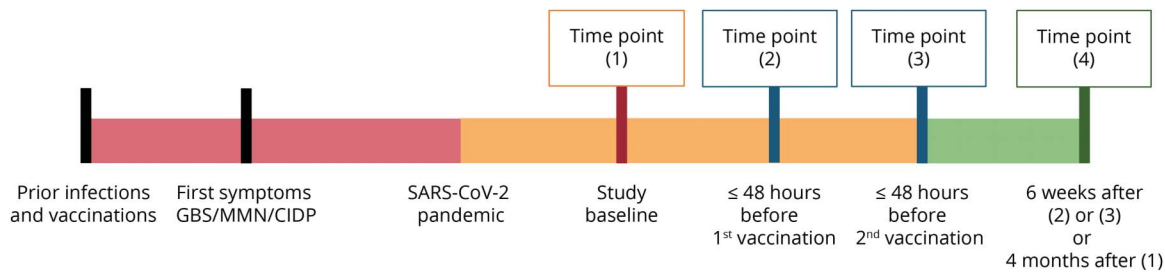 Time point
(1)
Time point
(2)
Time point
(3)
Time point
(4)
Prior infections
and vaccinations
First symptoms
GBS/MMN/CIDP
SARS-CoV-2
pandemic
Study
baseline
≤ 48 hours
before
1st vaccination
≤ 48 hours
before
2nd vaccination
6 weeks after
(2) or (3)
or
4 months after (1)